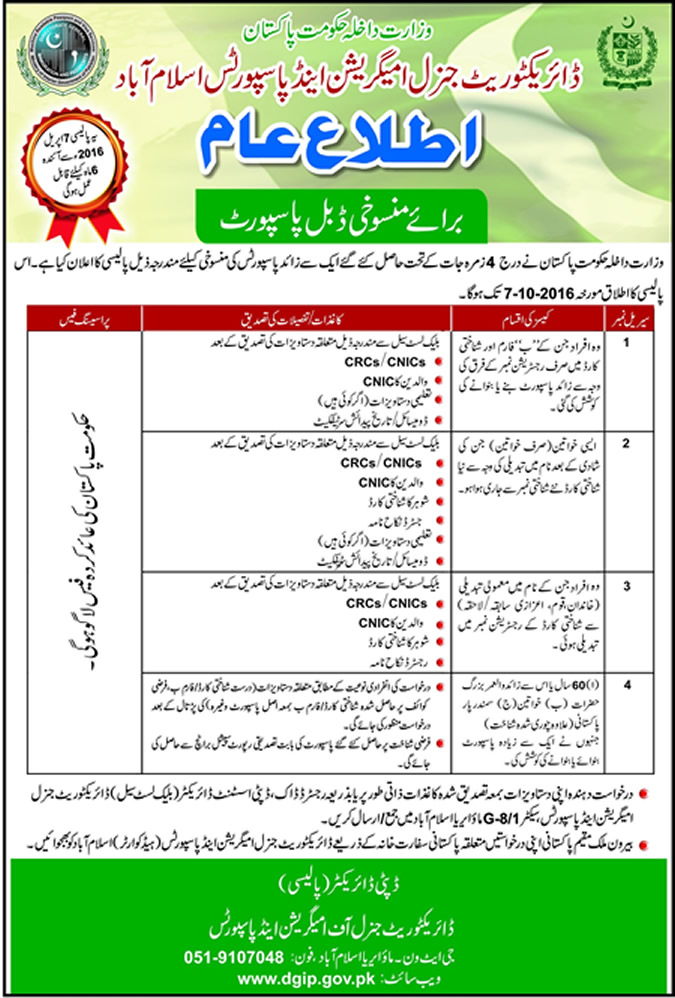 وزارت داخلہ حکومت پاکستان
ڈائریکٹوریٹ جنرل امیگریشن اینڈ پاسپورٹس اسلام آباد
اطلاع عام
یہ پالیسی 7 اپریل
2016ء سے آئندہ
6 ماہ کیلئے قابل
عمل ہوگی
برائے منسوخی ڈبل پاسپورٹ
وزارت داخلہ حکومت پاکستان نے درج 4 زمرہ جات کے تحت حاصل کئے گئے ایک سے زائد پاسپورٹس کی منسوخی کیلئے مندرجہ ذیل پالیسی کا اعلان کیا ہے۔ اس
پالیسی کا اطلاق مورخہ 7-10-2016 تک ہوگا۔
سیریل نمبر
کیسز کی اقسام
کاغذات/تفصیلات کی تصدیق
پراسیسنگ فیس
1
وہ افراد جن کے "ب" فارم اور شناختی
کارڈ میں صرف رجسٹریشن نمبر کے فرق کی
وجہ سے زائد پاسپورٹ بنے یا بنوانے کی
کوشش کی گئی۔
بلیک لسٹ سیل سے مندرجہ ذیل متعلقہ دستاویزات کی تصدیق کے بعد
CRCs/CNICs
والدین کا CNIC
تعلیمی دستاویزات (اگر کوئی ہیں)
ڈومیسائل/تاریخ پیدائش سرٹیفکیٹ
حکومت پاکستان کی عائد کردہ فیس لاگو ہوگی۔
2
ایسی خواتین (صرف خواتین) جن کی
شادی کے بعد نام میں تبدیلی کی وجہ سے نیا
شناختی کارڈ نئے شناختی نمبر سے جاری ہوا ہو۔
بلیک لسٹ سیل سے مندرجہ ذیل متعلقہ دستاویزات کی تصدیق کے بعد
CRCs/CNICs
والدین کا CNIC
شوہر کا شناختی کارڈ
رجسٹرڈ نکاح نامہ
تعلیمی دستاویزات (اگر کوئی ہیں)
ڈومیسائل/تاریخ پیدائش سرٹیفکیٹ
3
وہ افراد جن کے نام میں معمولی تبدیلی
(خاندان، قوم، اعزازی سابقہ/لاحقہ)
سے شناختی کارڈ کے رجسٹریشن نمبر میں
تبدیلی ہوئی۔
بلیک لسٹ سیل سے مندرجہ ذیل متعلقہ دستاویزات کی تصدیق کے بعد
CRCs/CNICs
والدین کا CNIC
شوہر کا شناختی کارڈ
رجسٹرڈ نکاح نامہ
4
(ا) 60 سال یا اس سے زائد العمر بزرگ
حضرات (ب) خواتین (ج) سمندر پار
پاکستانی (علاوہ چوری شدہ شناخت)
جنہوں نے ایک سے زیادہ پاسپورٹ
بنوائے یا بنوانے کی کوشش کی۔
درخواست کی انفرادی نوعیت کے مطابق متعلقہ دستاویزات (درست شناختی کارڈ/فارم ب، فرضی
کوائف پر حاصل شدہ شناختی کارڈ/فارم ب بمعہ اصل پاسپورٹ وغیرہ) کی پڑتال کے بعد
درخواست منظور کی جائے گی۔
فرضی شناخت پر حاصل کئے گئے پاسپورٹ کی بابت تصدیقی رپورٹ سپیشل برانچ سے حاصل کی
جائے گی۔
درخواست دہندہ اپنی دستاویزات بمعہ تصدیق شدہ کاغذات ذاتی طور پر یا بذریعہ رجسٹرڈ ڈاک، ڈپٹی اسسٹنٹ ڈائریکٹر (بلیک لسٹ سیل) ڈائریکٹوریٹ جنرل
امیگریشن اینڈ پاسپورٹس، سیکٹر G-8/1 ماؤ ایریا اسلام آباد میں جمع/ارسال کریں۔
بیرون ملک مقیم پاکستانی اپنی درخواستیں متعلقہ پاکستانی سفارت خانہ کے ذریعے ڈائریکٹوریٹ جنرل امیگریشن اینڈ پاسپورٹس (ہیڈ کوارٹر) اسلام آباد کو بھجوائیں۔
ڈپٹی ڈائریکٹر (پالیسی)
ڈائریکٹوریٹ جنرل آف امیگریشن اینڈ پاسپورٹس
جی ایٹ ون۔ ماؤ ایریا اسلام آباد، فون: 051-9107048
ویب سائٹ: www.dgip.gov.pk